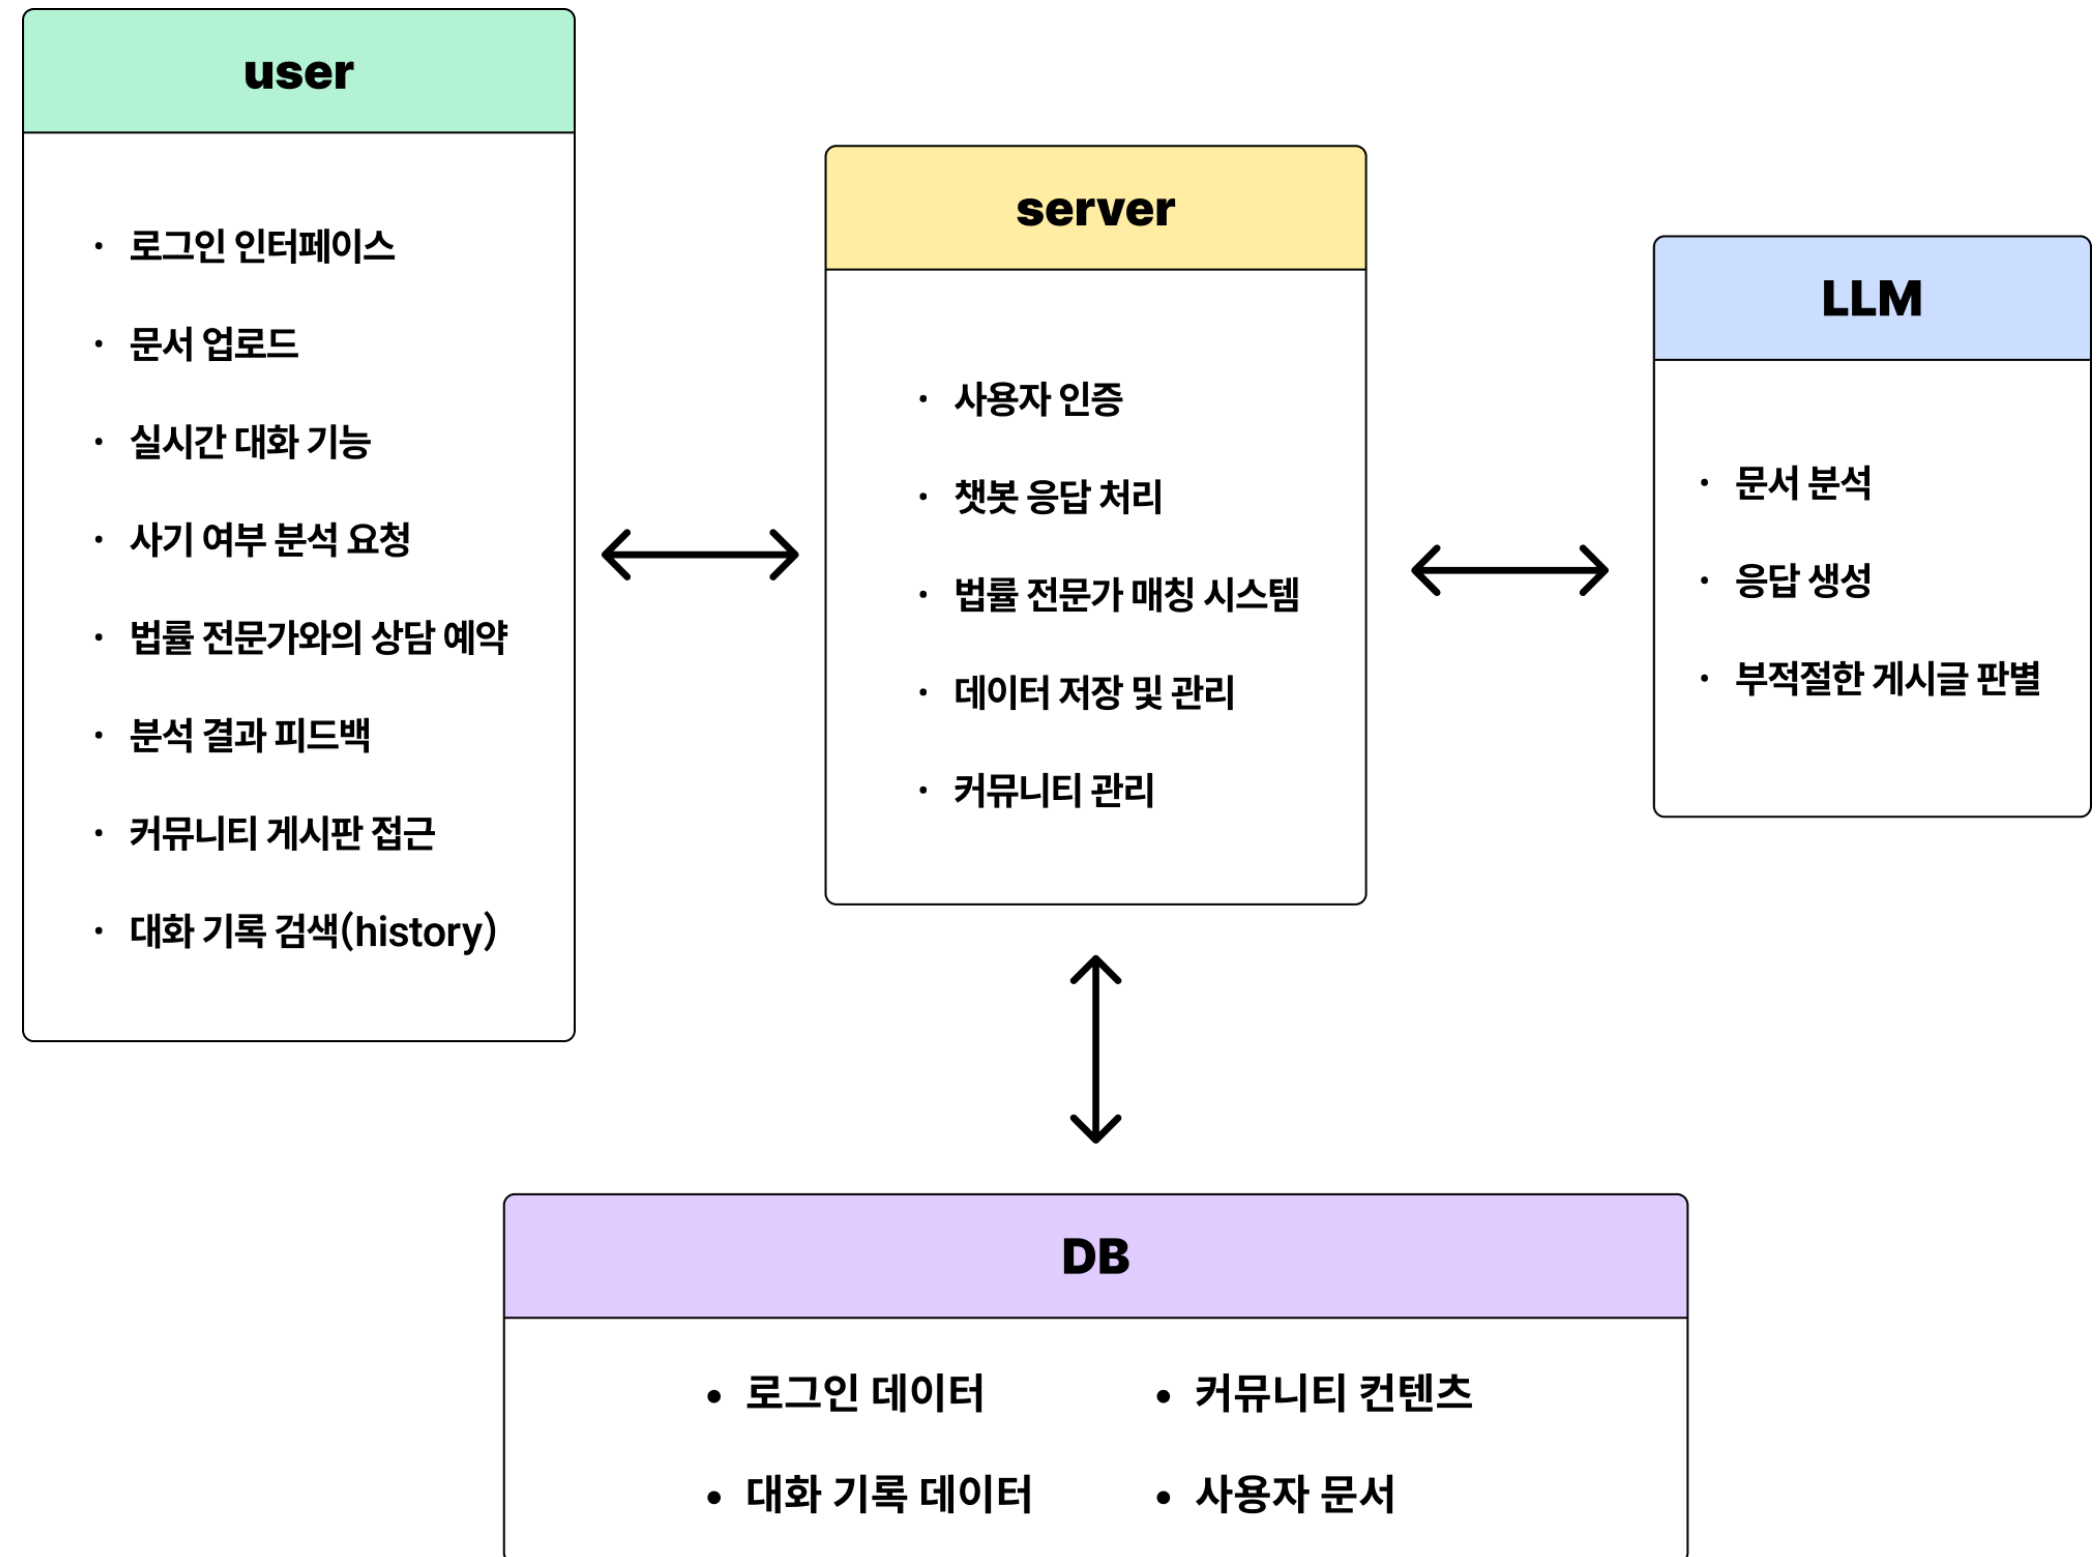 user
• 로그인 인터페이스
• 문서 업로드
• 실시간 대화 기능
• 사기 여부 분석 요청
• 법률 전문가와의 상담 예약
• 분석 결과 피드백
• 커뮤니티 게시판 접근
• 대화 기록 검색(history)
server
• 사용자 인증
• 챗봇 응답 처리
• 법률 전문가 매칭 시스템
• 데이터 저장 및 관리
• 커뮤니티 관리
LLM
• 문서 분석
• 응답 생성
• 부적절한 게시글 판별
DB
• 로그인 데이터
• 대화 기록 데이터
• 커뮤니티 컨텐츠
• 사용자 문서